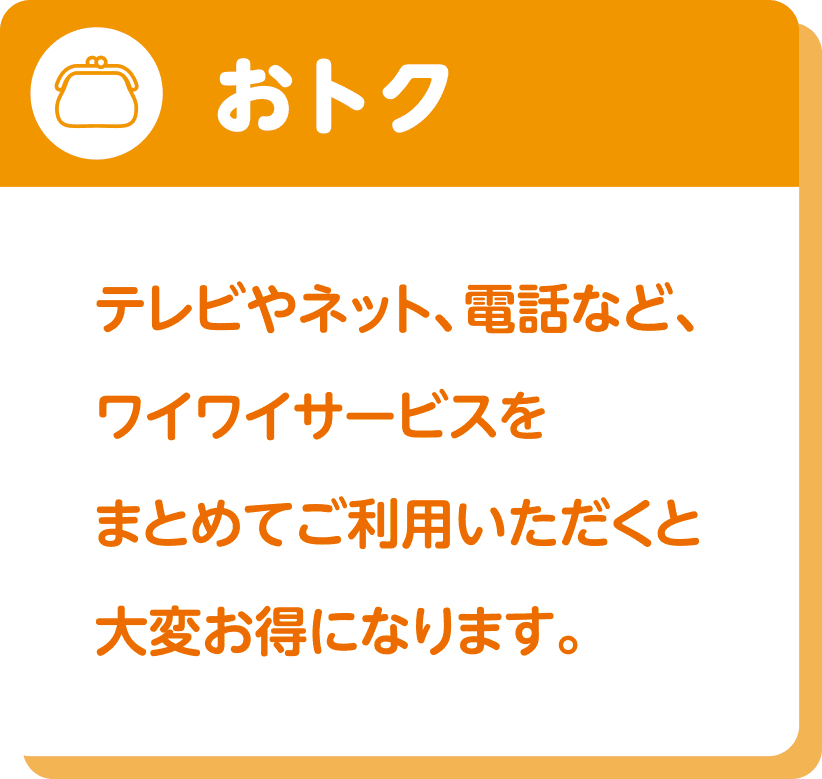 おトク
テレビやネット、電話など、
ワイワイサービスを
まとめてご利用いただくと
大変お得になります。